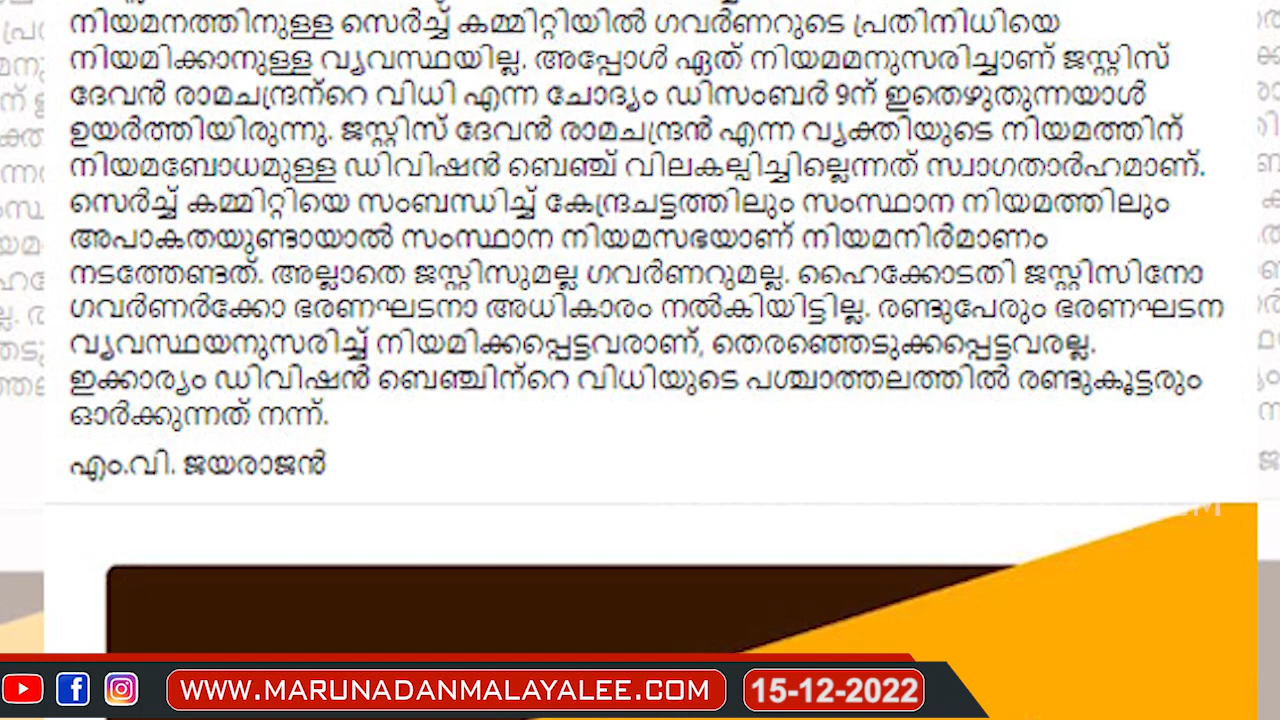 നിയമനത്തിനുള്ള സെർച്ച് കമ്മിറ്റിയിൽ ഗവർണറുടെ പ്രതിനിധിയെ
നിയമിക്കാനുള്ള വ്യവസ്ഥയില്ല. അപ്പോൾ ഏത് നിയമമനുസരിച്ചാണ് ജസ്റ്റിസ്
ദേവൻ രാമചന്ദ്രന്റെ വിധി എന്ന ചോദ്യം ഡിസംബർ 9ന് ഇതെഴുതുന്നയാൾ
ഉയർത്തിയിരുന്നു. ജസ്റ്റിസ് ദേവൻ രാമചന്ദ്രൻ എന്ന വ്യക്തിയുടെ നിയമത്തിന്
നിയമബോധമുള്ള ഡിവിഷൻ ബെഞ്ച് വിലകല്പിച്ചില്ലെന്നത് സ്വാഗതാർഹമാണ്.
സെർച്ച് കമ്മിറ്റിയെ സംബന്ധിച്ച് കേന്ദ്രചട്ടത്തിലും സംസ്ഥാന നിയമത്തിലും
അപാകതയുണ്ടായാൽ സംസ്ഥാന നിയമസഭയാണ് നിയമനിർമാണം
നടത്തേണ്ടത്. അല്ലാതെ ജസ്റ്റിസുമല്ല ഗവർണറുമല്ല. ഹൈക്കോടതി ജസ്റ്റിസിനോ
ഗവർണർക്കോ ഭരണഘടനാ അധികാരം നൽകിയിട്ടില്ല. രണ്ടുപേരും ഭരണഘടന
വ്യവസ്ഥയനുസരിച്ച് നിയമിക്കപ്പെട്ടവരാണ്, തെരഞ്ഞെടുക്കപ്പെട്ടവരല്ല.
ഇക്കാര്യം ഡിവിഷൻ ബെഞ്ചിന്റെ വിധിയുടെ പശ്ചാത്തലത്തിൽ രണ്ടുകൂട്ടരും
ഓർക്കുന്നത് നന്ന്.
എം.വി. ജയരാജൻ
WWW.MARUNADANMALAYALEE.COM
15-12-2022